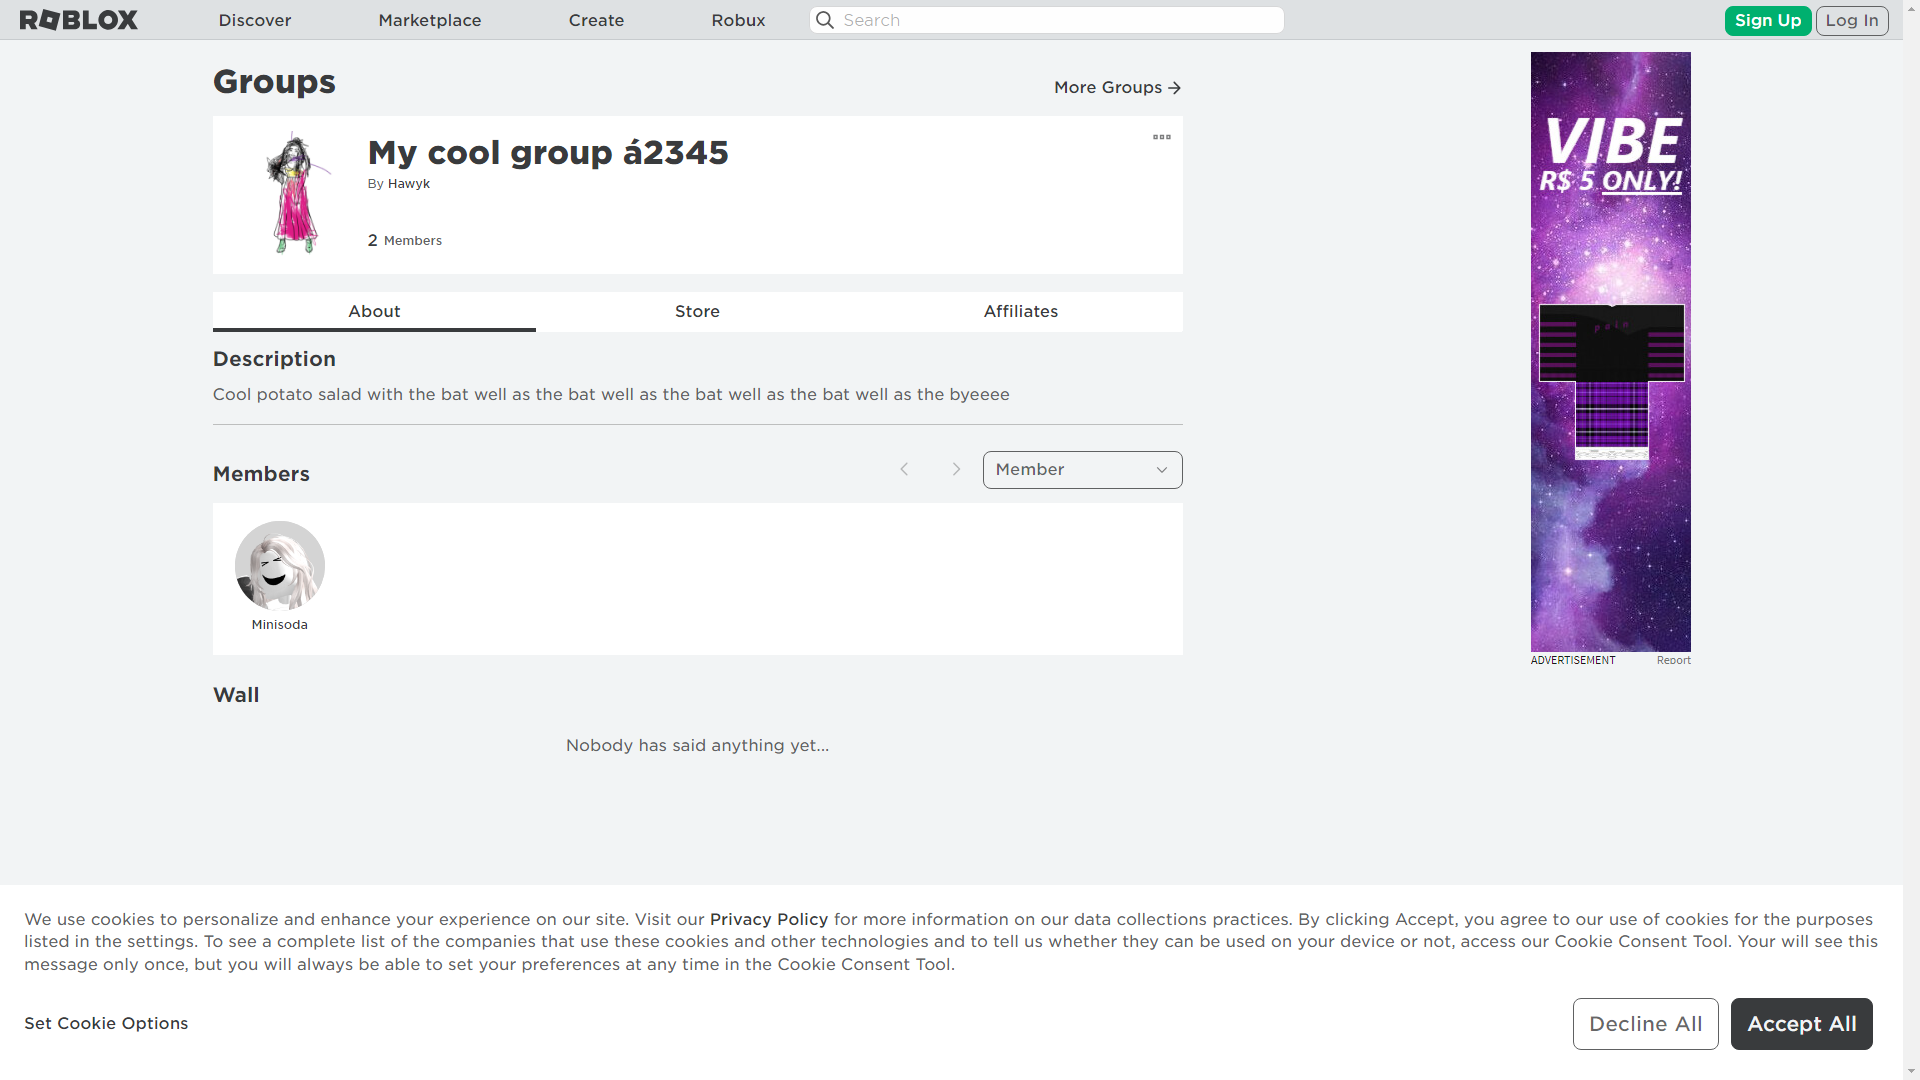 ROBLOX Discover Marketplace Create Robux Search Sign Up Log In
Groups
More Groups
My cool group á2345
By Hawyk
2 Members
About Store Affiliates
Description
Cool potato salad with the bat well as the bat well as the bat well as the bat well as the byeeee
Members
Member
Minisoda
Wall
Nobody has said anything yet...
VIBE
R$ 5 ONLY!
pain
ADVERTISEMENT Report
We use cookies to personalize and enhance your experience on our site. Visit our Privacy Policy for more information on our data collections practices. By clicking Accept, you agree to our use of cookies for the purposes
listed in the settings. To see a complete list of the companies that use these cookies and other technologies and to tell us whether they can be used on your device or not, access our Cookie Consent Tool. Your will see this
message only once, but you will always be able to set your preferences at any time in the Cookie Consent Tool.
Set Cookie Options
Decline All
Accept All